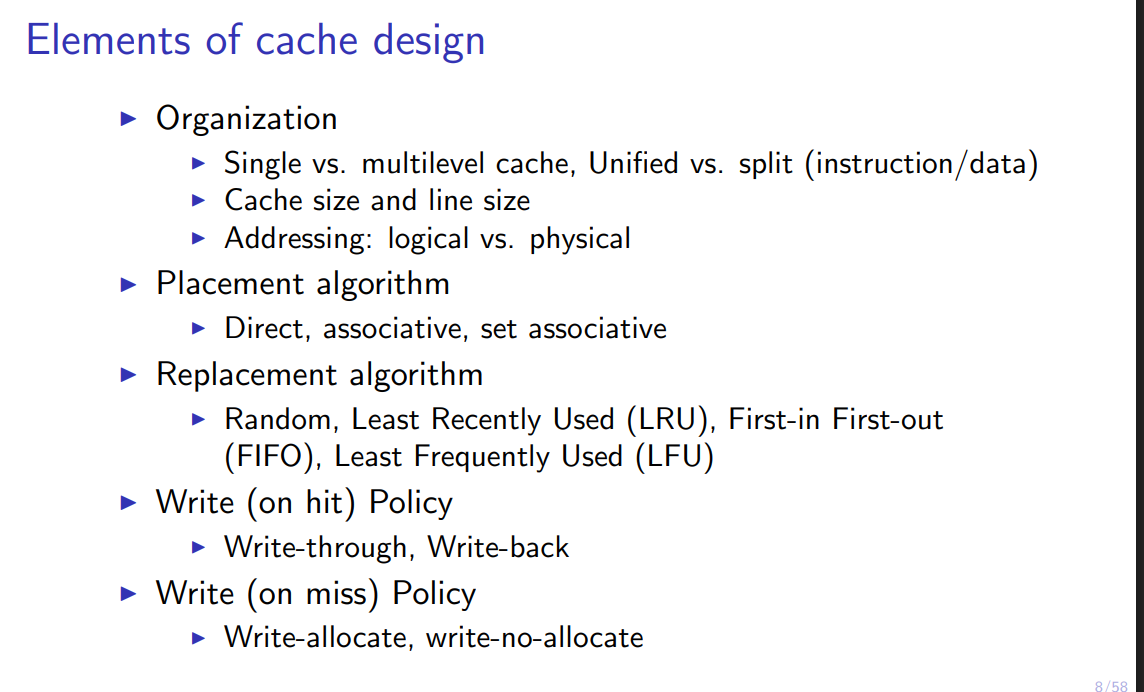 Elements of cache design
Organization
Single vs. multilevel cache, Unified vs. split (instruction/data)
Cache size and line size
Addressing: logical vs. physical
Placement algorithm
Direct, associative, set associative
Replacement algorithm
Random, Least Recently Used (LRU), First-in First-out
(FIFO), Least Frequently Used (LFU)
Write (on hit) Policy
Write-through, Write-back
Write (on miss) Policy
Write-allocate, write-no-allocate
8/58